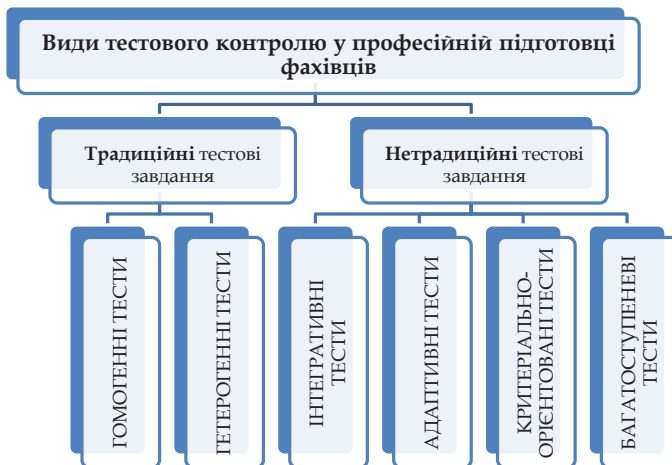 Види тестового контролю у професійній підготовці
фахівців
Традиційні тестові
завдання
Нетрадиційні тестові
завдання
ГОМОГЕННІ ТЕСТИ
ГЕТЕРОГЕННІ ТЕСТИ
ІНТЕГРАТИВНІ
ТЕСТИ
АДАПТИВНІ ТЕСТИ
КРИТЕРІАЛЬНО-
ОРІЄНТОВАНІ ТЕСТИ
БАГАТОСТУПЕНЕВІ
ТЕСТИ